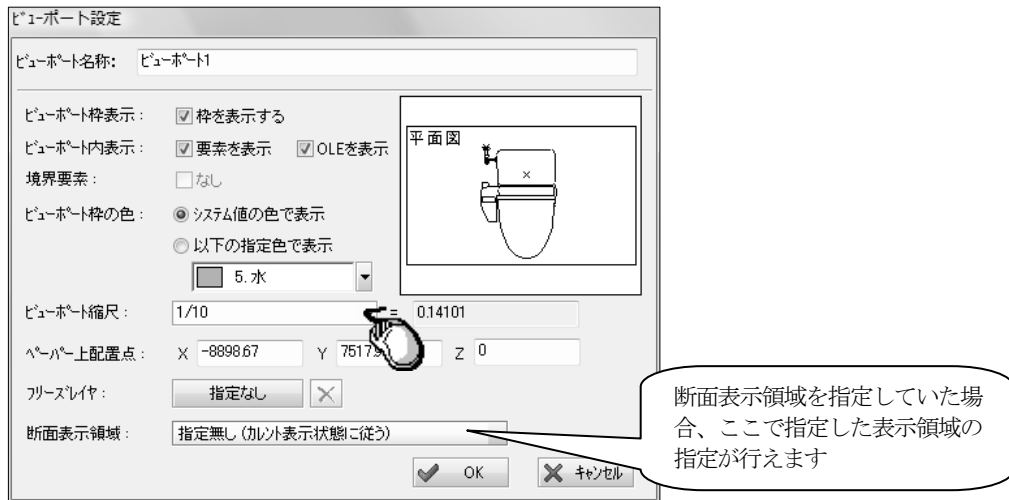 ビューポート設定
ビューポート名称: ビューポート1
ビューポート枠表示: 枠を表示する
ビューポート内表示: 要素を表示 OLEを表示
境界要素: なし
ビューポート枠の色: システム値の色で表示
以下の指定色で表示
5.水
平面図
ビューポート縮尺: 1/10 = 0.14101
ペーパー上配置点: X -8898.67 Y Z 0
フリーズレイヤ: 指定なし
断面表示領域: 指定無し(カレント表示状態に従う)
OK キャンセル
断面表示領域を指定していた場
合、ここで指定した表示領域の
指定が行えます